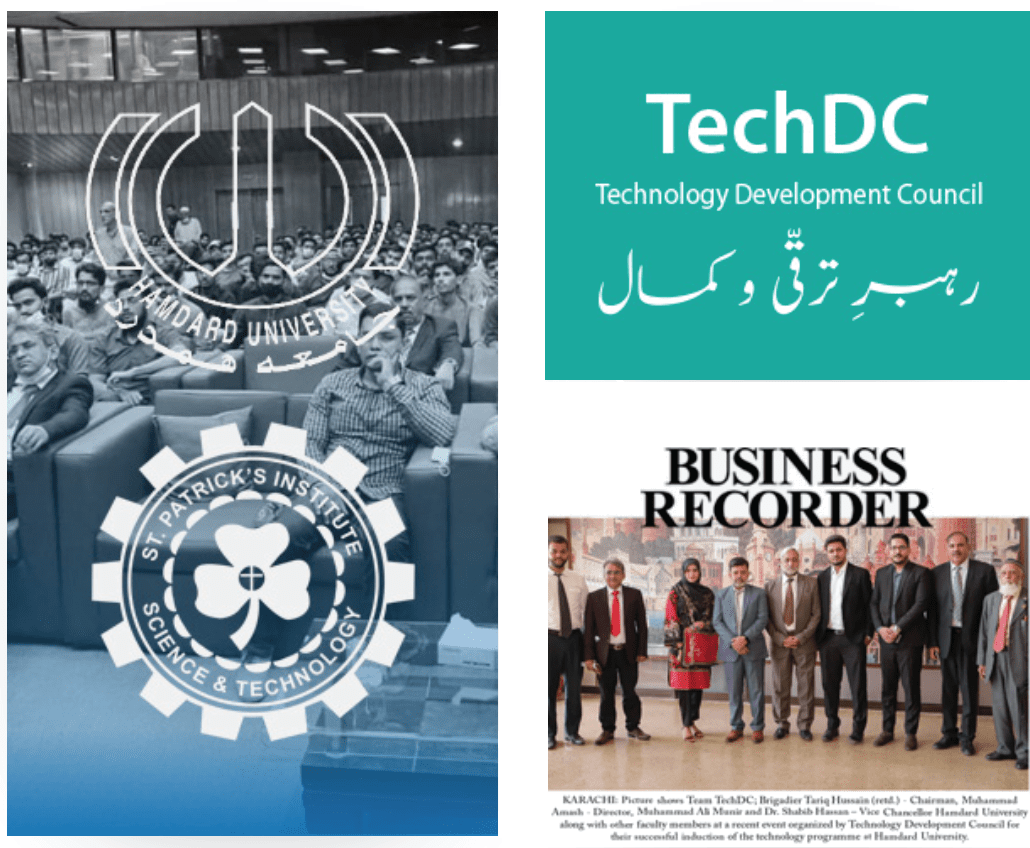 HAMDARD UNIVERSITY
جامعه همدرد
ST. PATRICK'S INSTITUTE
SCIENCE & TECHNOLOGY
TechDC
Technology Development Council
رہبرِ ترقّی و کمال
BUSINESS
RECORDER
KARACHI: Picture shows Team TechDC; Brigadier Tariq Hussain (retd.) - Chairman, Muhammad
Amash - Director, Muhammad Ali Munir and Dr. Shabib Hassan – Vice Chancellor Hamdard University
along with other faculty members at a recent event organized by Technology Development Council for
their successful induction of the technology programme at Hamdard University.